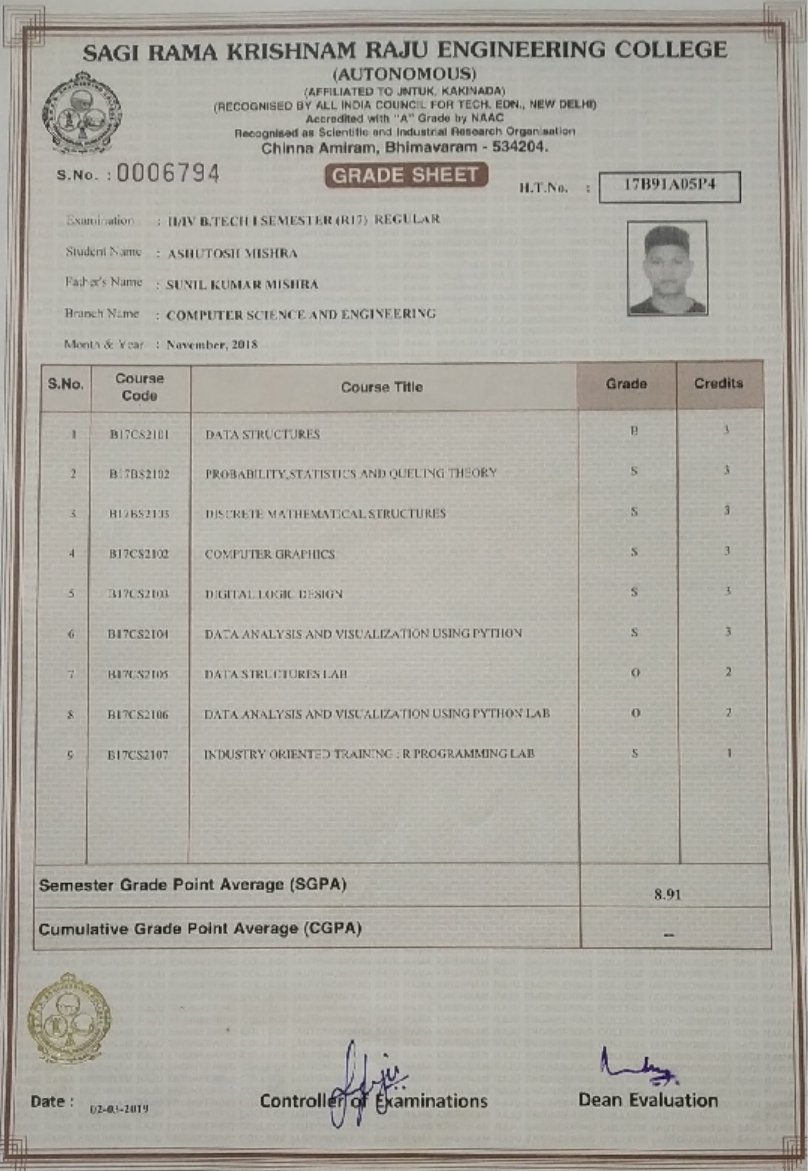 SAGI RAMA KRISHNAM RAJU ENGINEERING COLLEGE
(AUTONOMOUS)
(AFFILIATED TO JNTUK, KAKINADA)
(RECOGNISED BY ALL INDIA COUNCIL FOR TECH. EDN., NEW DELHI)
Accredited with "A" Grade by NAAC
Recognised as Scientific and Industrial Research Organisation
Chinna Amiram, Bhimavaram - 534204.
S.No. : 0006794 GRADE SHEET H.T.No. : 17B91A05P4
Examination : II/IV B.TECH I SEMESTER (R17) REGULAR
Student Name : ASHUTOSH MISHRA
Father's Name : SUNIL KUMAR MISHRA
Branch Name : COMPUTER SCIENCE AND ENGINEERING
Month & Year : November, 2018
S.No. Course Code Course Title Grade Credits
1 B17CS2101 DATA STRUCTURES 3
2 B17BS2102 PROBABILITY,STATISTICS AND QUEUING THEORY S 3
3 DISCRETE MATHEMATICAL STRUCTURES S 3
4 B17CS2102 COMPUTER GRAPHICS S 3
5 B17CS2103 DIGITAL LOGIC DESIGN S 3
6 B17CS2104 DATA ANALYSIS AND VISUALIZATION USING PYTHON S 3
7 B17CS2105 DATA STRUCTURES LAB O 2
8 B17CS2106 DATA ANALYSIS AND VISUALIZATION USING PYTHON LAB O 2
9 B17CS2107 INDUSTRY ORIENTED TRAINING : R PROGRAMMING LAB S 1
Semester Grade Point Average (SGPA) 8.91
Cumulative Grade Point Average (CGPA) --
Date :
Controller of Examinations
Dean Evaluation